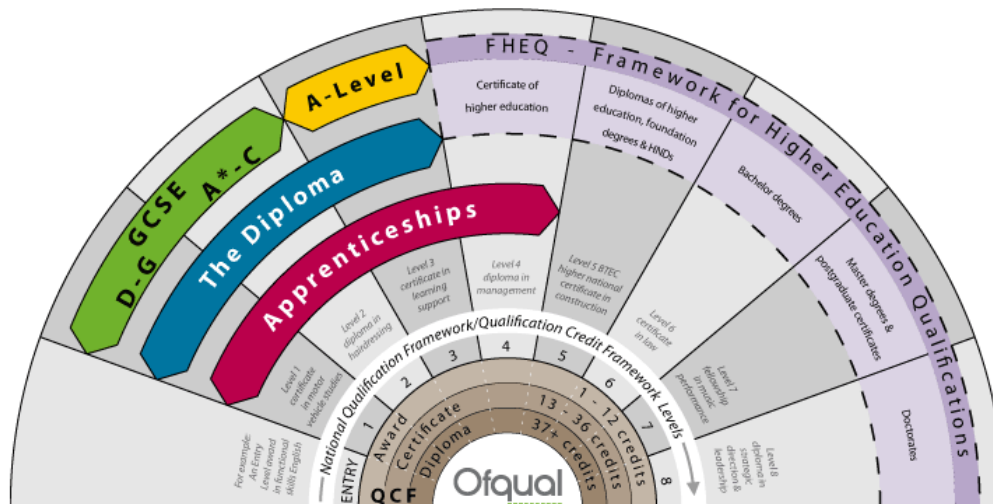 FHEQ - Framework for Higher Education Qualifications
A-Level
D-G GCSE A*-C
The Diploma
Apprenticeships
Certificate of
higher education
Diplomas of higher
education, foundation
degrees & HNDs
Bachelor degrees
Master degrees &
postgraduate certificates
Doctorates
For example:
An Entry
Level award
in functional
skills English
Level 1
certificate
in motor
vehicle studies
Level 2
diploma in
hairdressing
Level 3
certificate in
learning
support
Level 4
diploma in
management
Level 5 BTEC
higher national
certificate in
construction
Level 6
certificate
in law
Level 7
fellowship
in music
performance
Level 8
diploma in
strategic
direction &
leadership
National Qualification Framework/Qualification Credit Framework Levels
ENTRY
1
2
3
4
5
6
7
8
Award
1 - 12 credits
Certificate
13 - 36 credits
Diploma
37+ credits
QCF
Ofqual